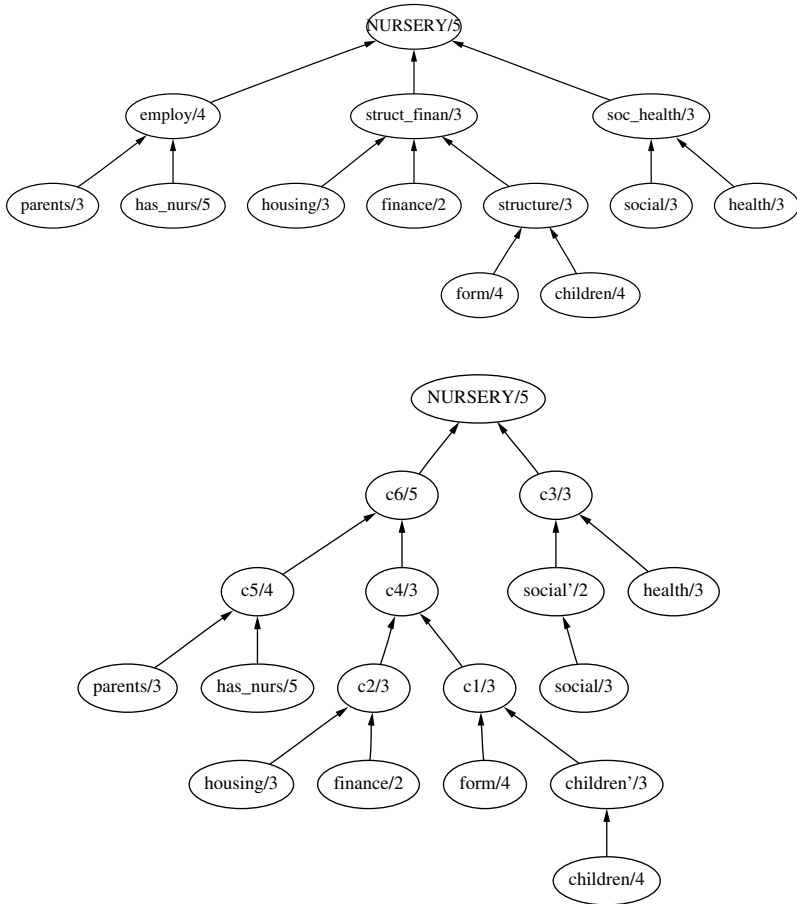 NURSERY/5
employ/4 struct_finan/3 soc_health/3
parents/3 has_nurs/5 housing/3 finance/2 structure/3 social/3 health/3
form/4 children/4
NURSERY/5
c6/5 c3/3
c5/4 c4/3 social’/2 health/3
parents/3 has_nurs/5 c2/3 c1/3 social/3
housing/3 finance/2 form/4 children’/3
children/4